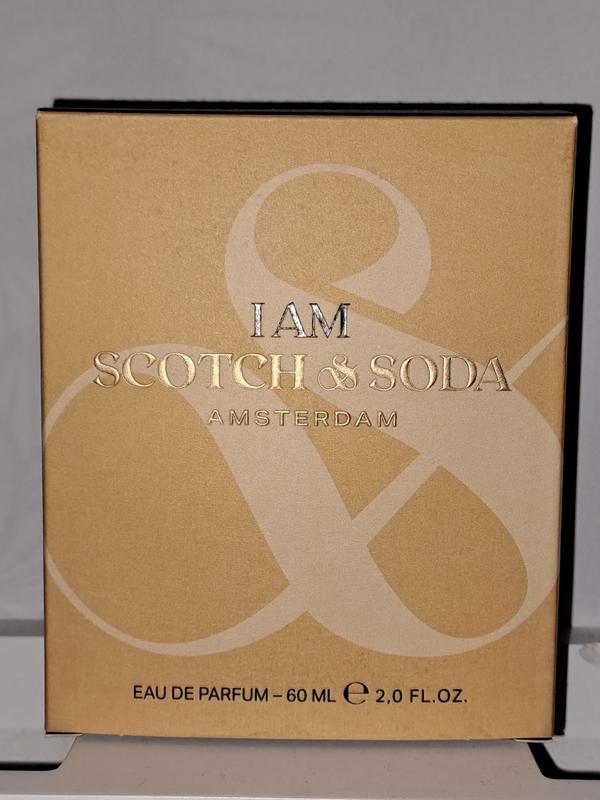 I AM
SCOTCH & SODA
AMSTERDAM
EAU DE PARFUM – 60 ML ℮ 2,0 FL.OZ.